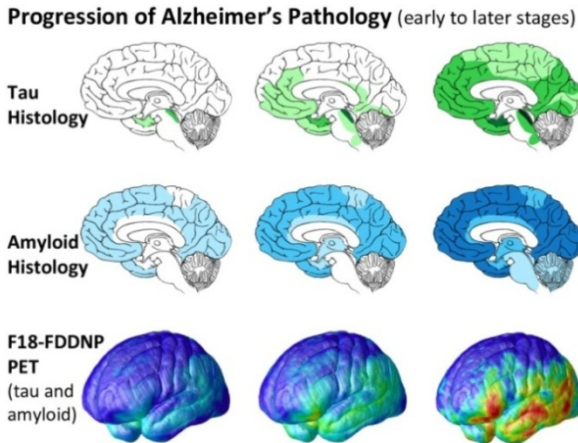 Progression of Alzheimer's Pathology (early to later stages)
Tau
Histology
Amyloid
Histology
F18-FDDNP
PET
(tau and
amyloid)